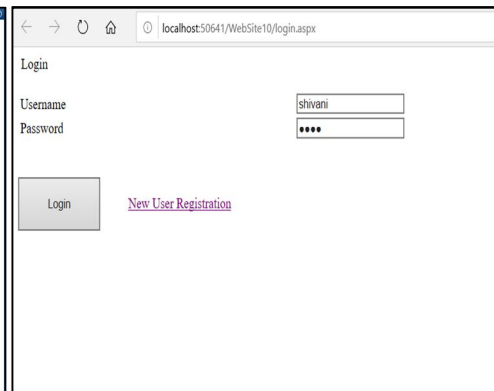 localhost:50641/WebSite10/login.aspx
Login
Username shivani
Password ••••
Login New User Registration